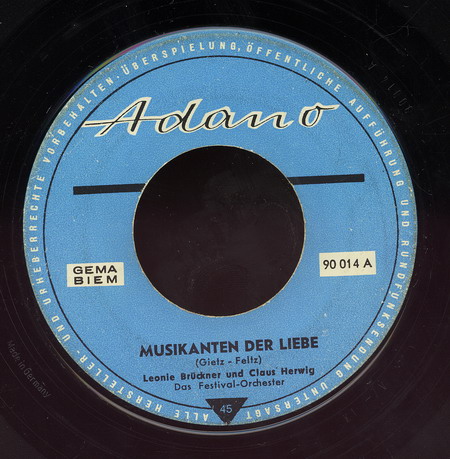 ALLE HERSTELLER- UND URHEBERRECHTE VORBEHALTEN. ÜBERSPIELUNG, ÖFFENTLICHE AUFFÜHRUNG UND RUNDFUNKSENDUNG UNTERSAGT
Adano
GEMA
BIEM
90 014 A
MUSIKANTEN DER LIEBE
(Gietz - Feltz)
Leonie Brückner und Claus Herwig
Das Festival-Orchester
45
Made in Germany